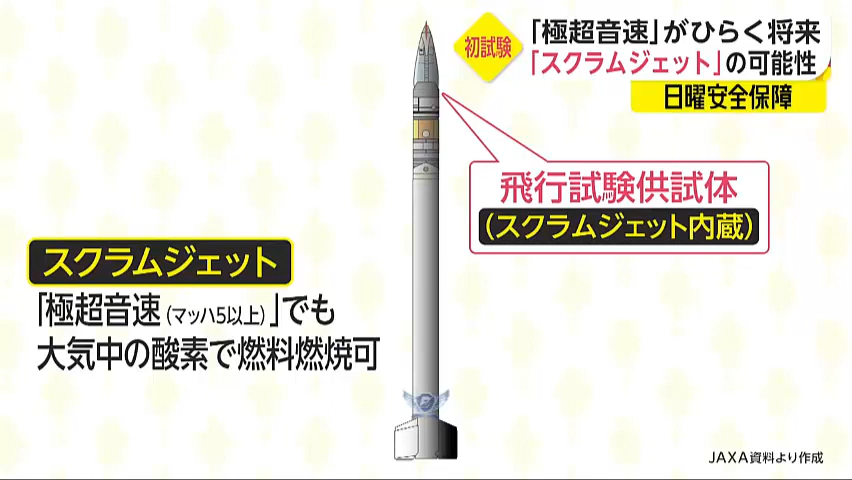 初試験
「極超音速」がひらく将来
「スクラムジェット」の可能性
日曜安全保障
飛行試験供試体
(スクラムジェット内蔵)
スクラムジェット
「極超音速(マッハ5以上)」でも
大気中の酸素で燃料燃焼可
JAXA資料より作成